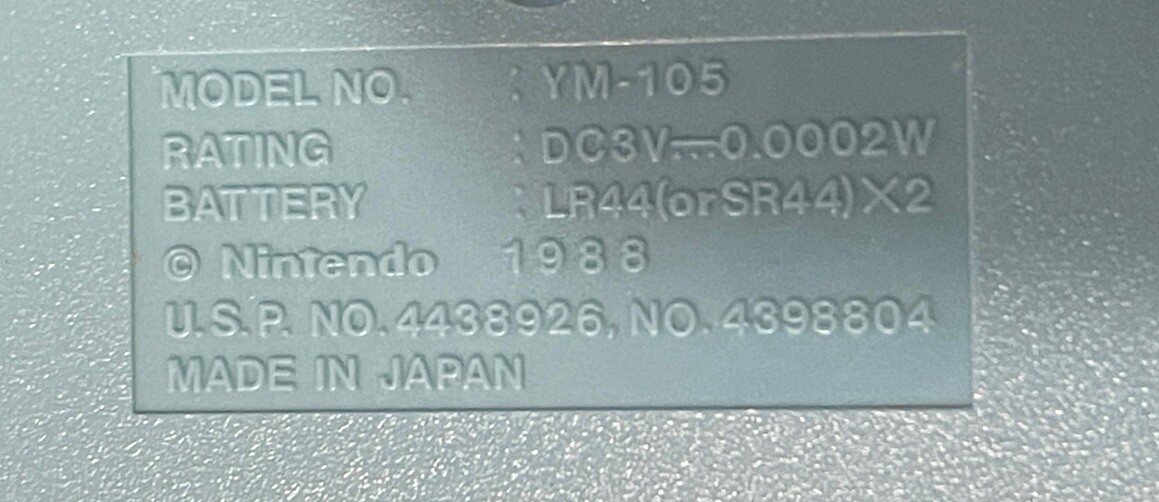 MODEL NO. : YM-105
RATING : DC3V⎓0.0002W
BATTERY : LR44(orSR44)X2
© Nintendo 1988
U.S.P. NO.4438926, NO.4398804
MADE IN JAPAN